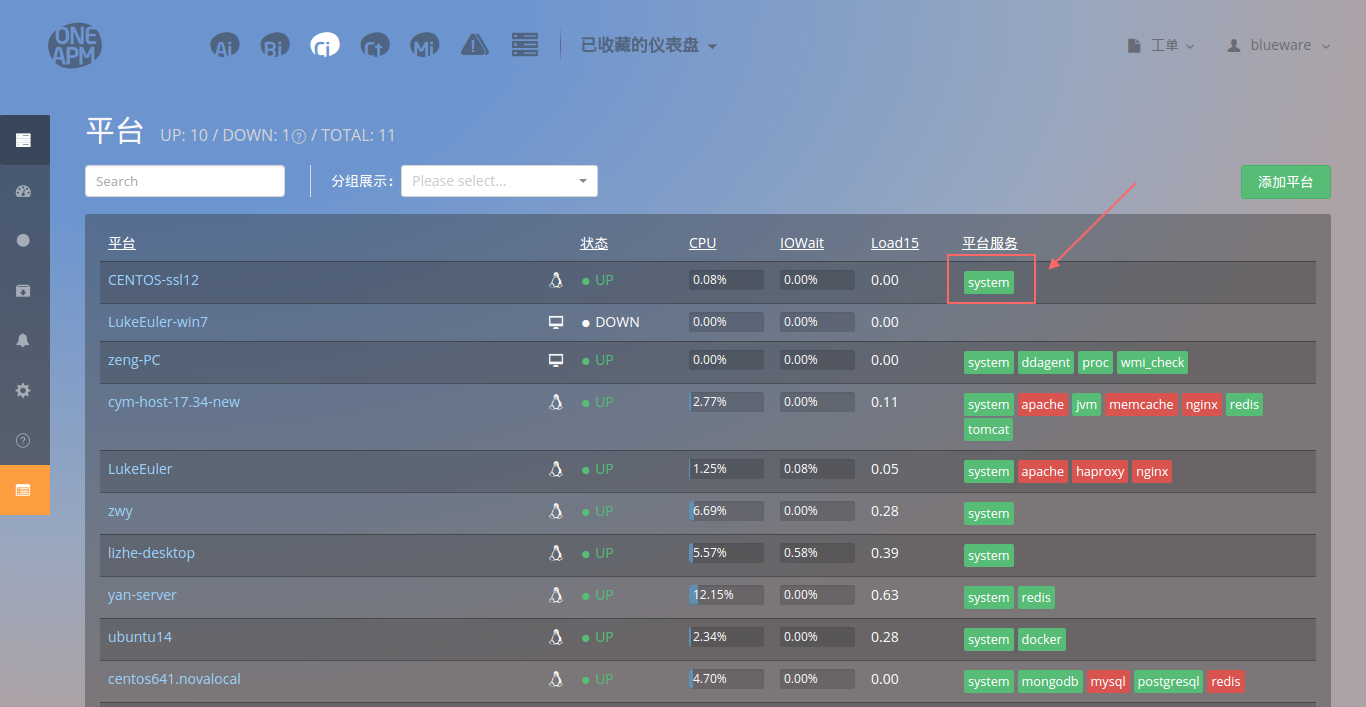 ONE
APM
Ai Bi Ci Ct Mi 已收藏的仪表盘 工单 blueware
平台 UP: 10 / DOWN: 1? / TOTAL: 11
Search 分组展示: Please select... 添加平台
平台 状态 CPU IOWait Load15 平台服务
CENTOS-ssl12 UP 0.08% 0.00% 0.00 system
LukeEuler-win7 DOWN 0.00% 0.00% 0.00
zeng-PC UP 0.00% 0.00% 0.00 system ddagent proc wmi_check
cym-host-17.34-new UP 2.77% 0.00% 0.11 system apache jvm memcache nginx redis
tomcat
LukeEuler UP 1.25% 0.08% 0.05 system apache haproxy nginx
zwy UP 6.69% 0.00% 0.28 system
lizhe-desktop UP 5.57% 0.58% 0.39 system
yan-server UP 12.15% 0.00% 0.63 system redis
ubuntu14 UP 2.34% 0.00% 0.28 system docker
centos641.novalocal UP 4.70% 0.00% 0.00 system mongodb mysql postgresql redis